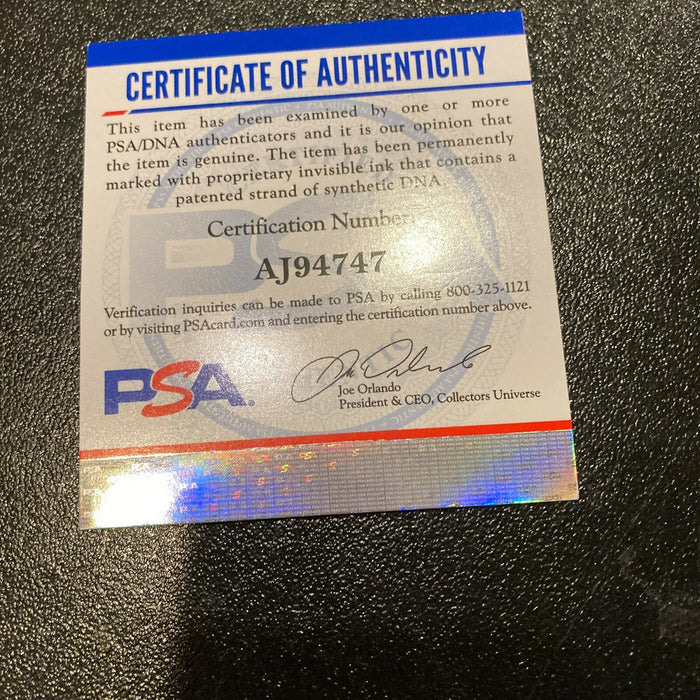 CERTIFICATE OF AUTHENTICITY
This item has been examined by one or more
PSA/DNA authenticators and it is our opinion that
the item is genuine. The item has been permanently
marked with proprietary invisible ink that contains a
patented strand of synthetic DNA.
Certification Number:
AJ94747
Verification inquiries can be made to PSA by calling 800-325-1121
or by visiting PSAcard.com and entering the certification number above.
PSA.
Joe Orlando
President & CEO, Collectors Universe